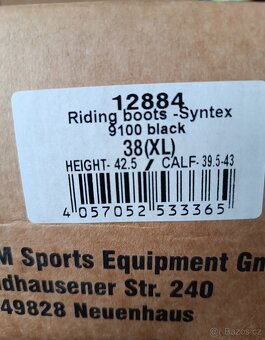 12884
Riding boots -Syntex
9100 black
38(XL)
HEIGHT- 42.5 / CALF- 39.5-43
4 057052 533365
M Sports Equipment Gm
dhausener Str. 240
49828 Neuenhaus